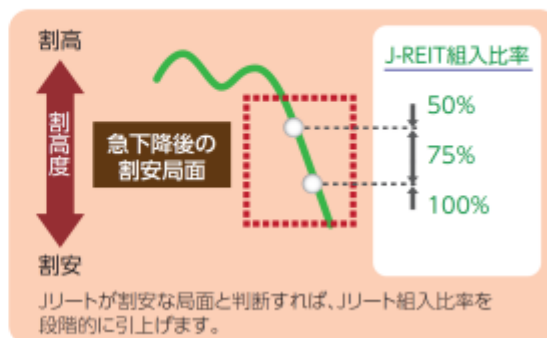 割高
J-REIT組入比率
割高度
急下降後の
割安局面
50%
75%
100%
割安
Jリートが割安な局面と判断すれば、Jリート組入比率を
段階的に引上げます。